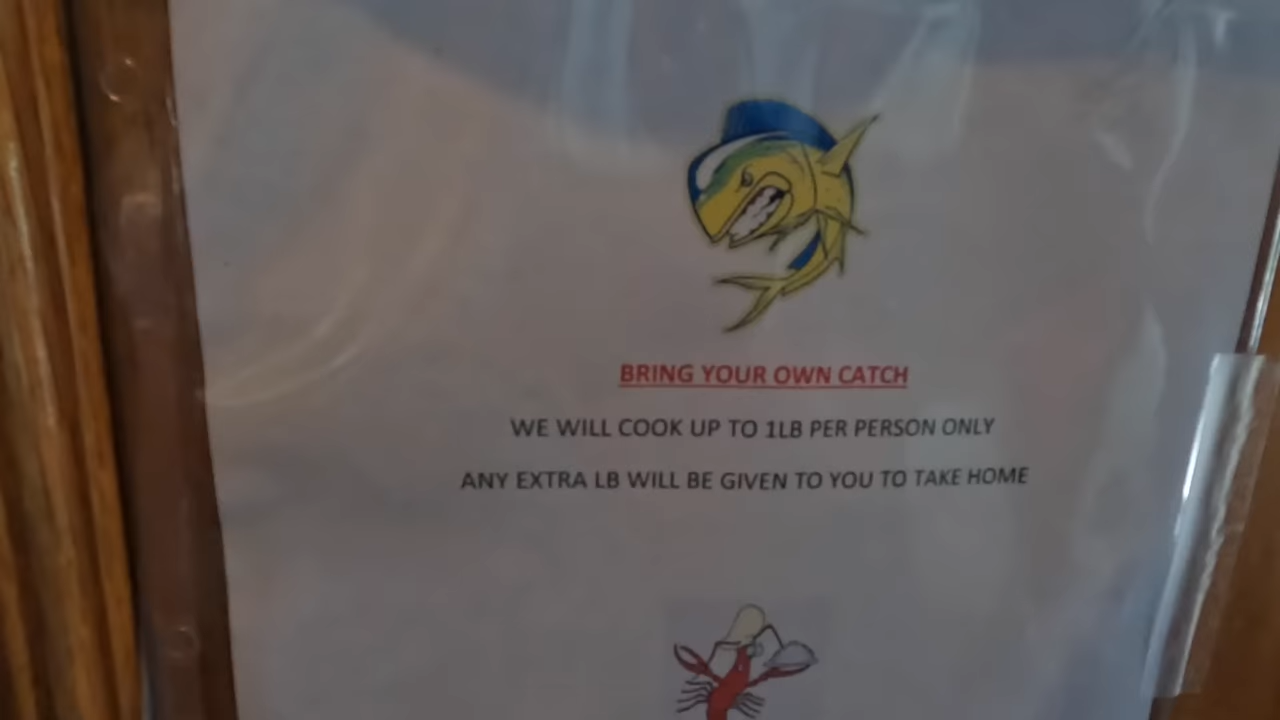 BRING YOUR OWN CATCH
WE WILL COOK UP TO 1LB PER PERSON ONLY
ANY EXTRA LB WILL BE GIVEN TO YOU TO TAKE HOME